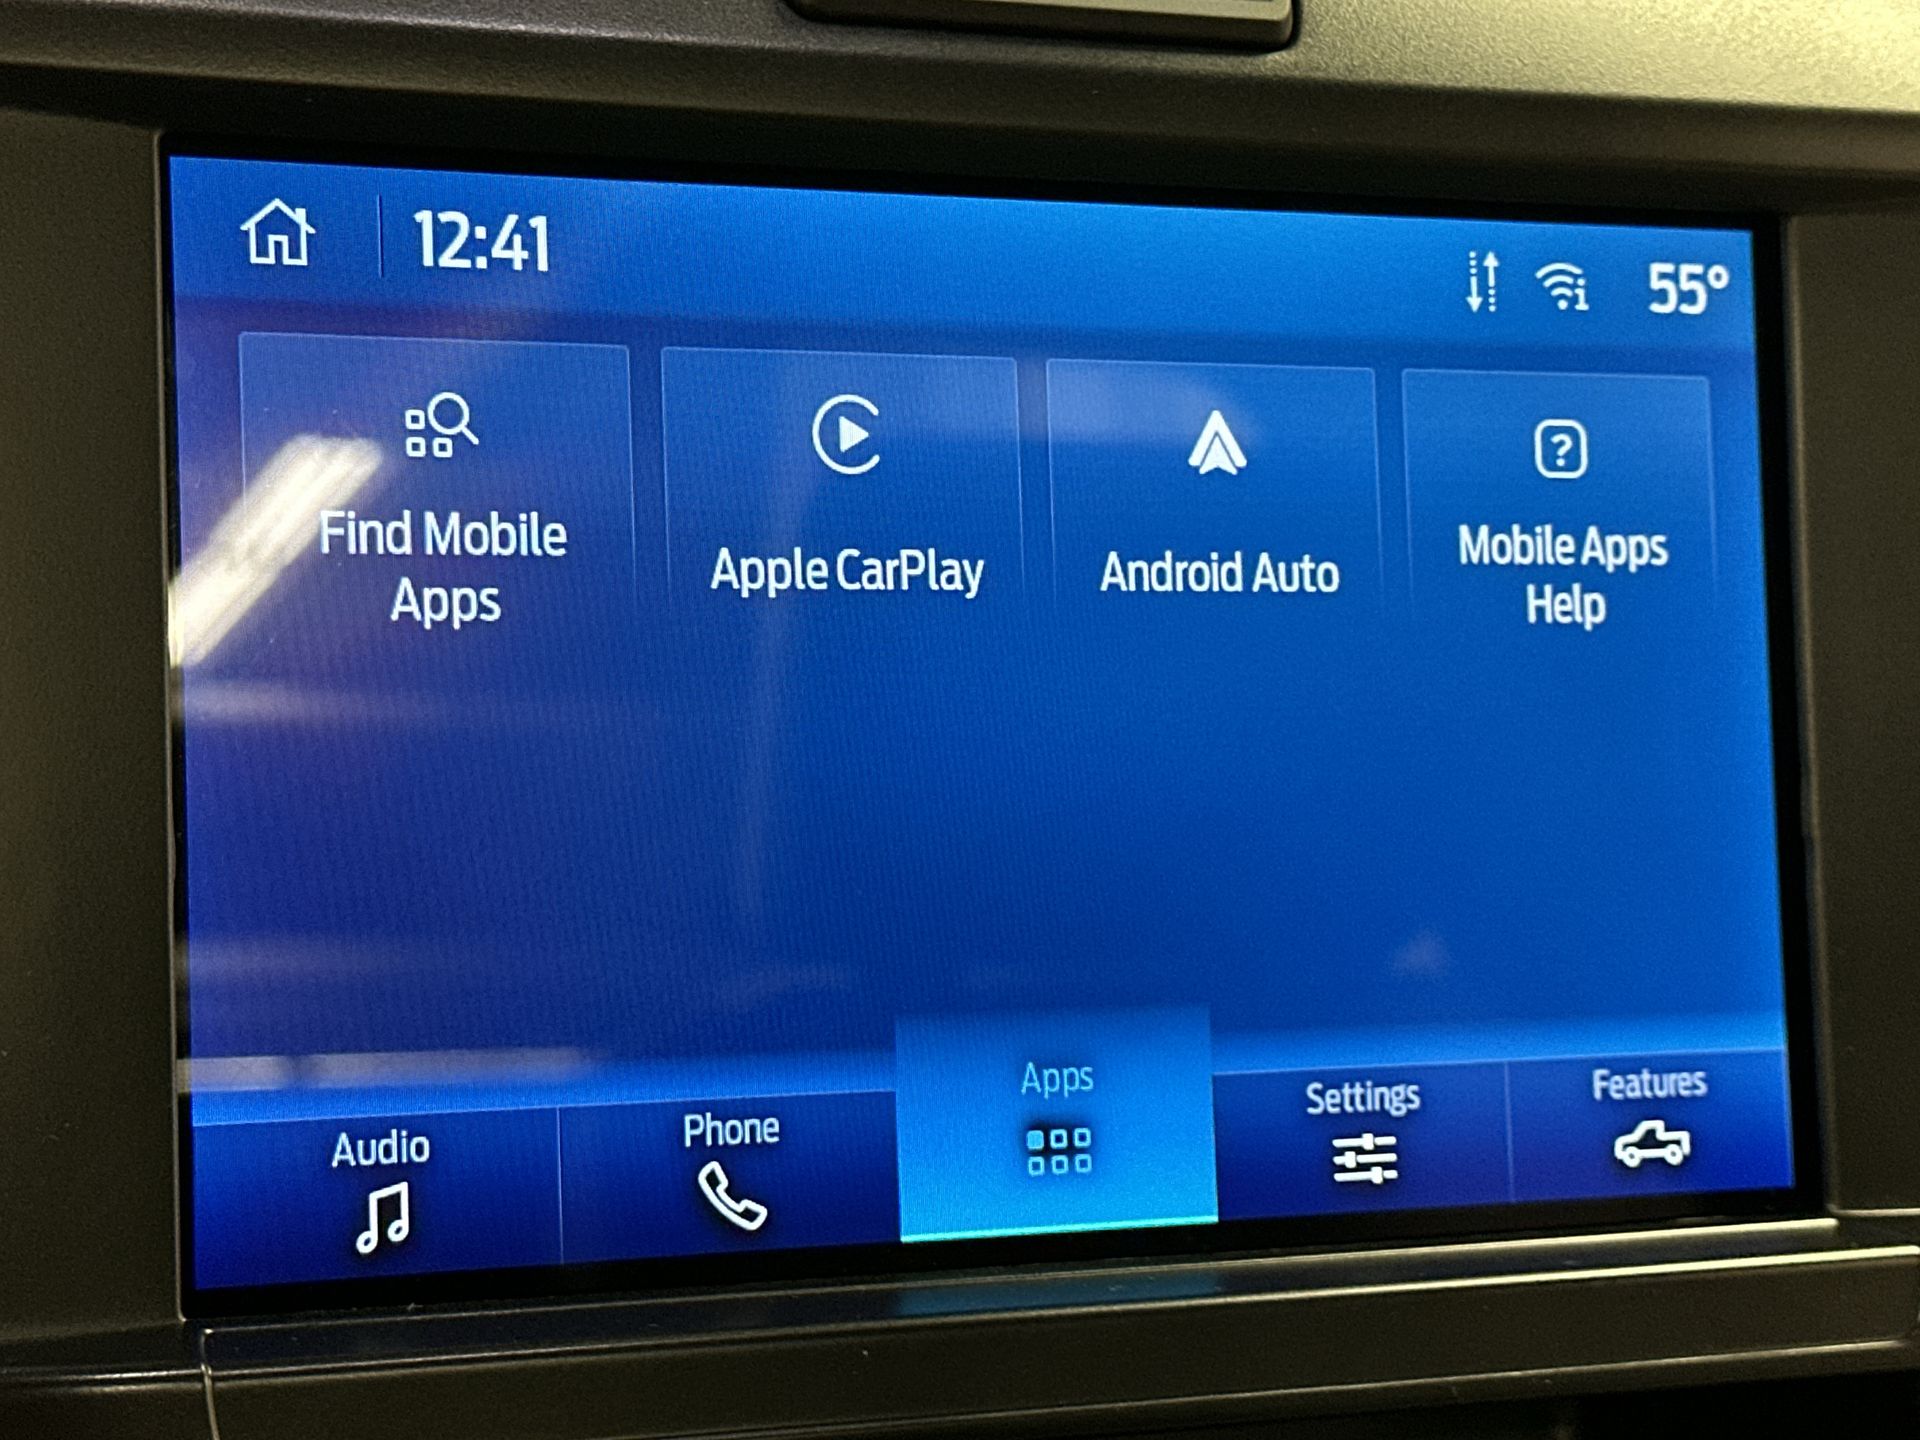 12:41
55°
Find Mobile
Apps
Apple CarPlay
Android Auto
Mobile Apps
Help
Audio
Phone
Apps
Settings
Features